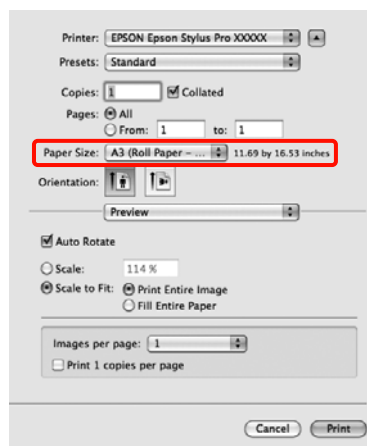 Printer: EPSON Epson Stylus Pro XXXXX
Presets: Standard
Copies: 1 Collated
Pages: All
From: 1 to: 1
Paper Size: A3 (Roll Paper – ... 11.69 by 16.53 inches
Orientation:
Preview
Auto Rotate
Scale: 114 %
Scale to Fit: Print Entire Image
Fill Entire Paper
Images per page: 1
Print 1 copies per page
Cancel Print